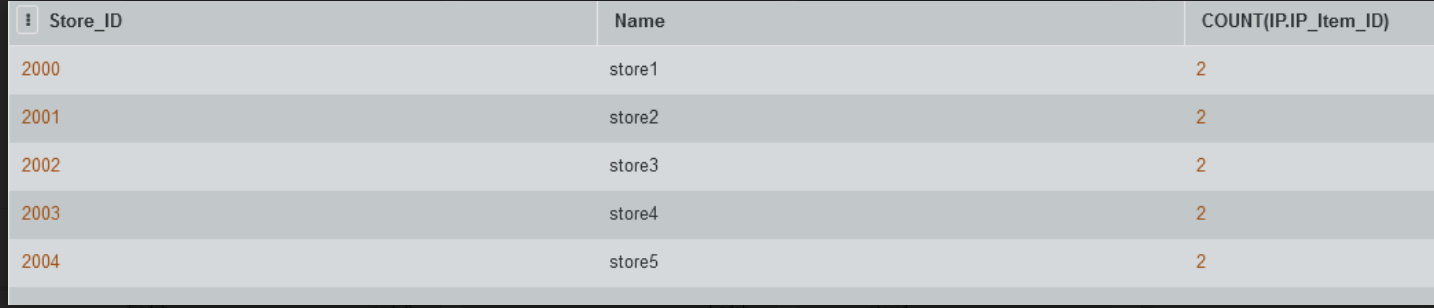 Store_ID Name COUNT(IP.IP_Item_ID)
2000 store1 2
2001 store2 2
2002 store3 2
2003 store4 2
2004 store5 2